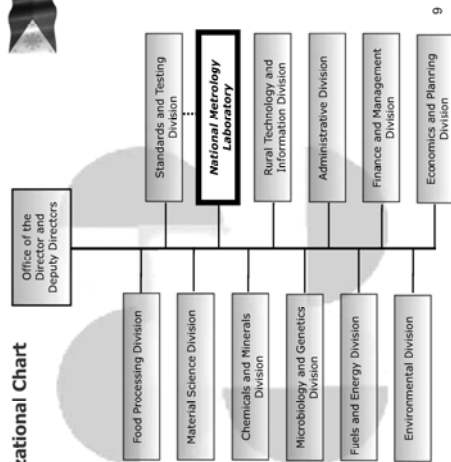 zational Chart
Office of the
Director and
Deputy Directors
Food Processing Division
Material Science Division
Chemicals and Minerals
Division
Microbiology and Genetics
Division
Fuels and Energy Division
Environmental Division
Standards and Testing
Division
National Metrology
Laboratory
Rural Technology and
Information Division
Administrative Division
Finance and Management
Division
Economics and Planning
Division
9